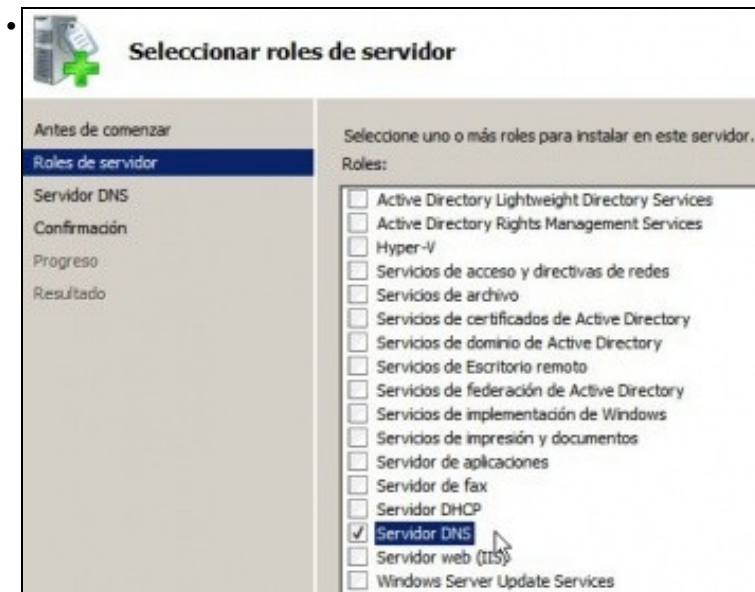 Seleccionar roles de servidor
Antes de comenzar
Roles de servidor
Servidor DNS
Confirmación
Progreso
Resultado
Seleccione uno o más roles para instalar en este servidor.
Roles:
Active Directory Lightweight Directory Services
Active Directory Rights Management Services
Hyper-V
Servicios de acceso y directivas de redes
Servicios de archivo
Servicios de certificados de Active Directory
Servicios de dominio de Active Directory
Servicios de Escritorio remoto
Servicios de federación de Active Directory
Servicios de implementación de Windows
Servicios de impresión y documentos
Servidor de aplicaciones
Servidor de fax
Servidor DHCP
Servidor DNS
Servidor web (IIS)
Windows Server Update Services